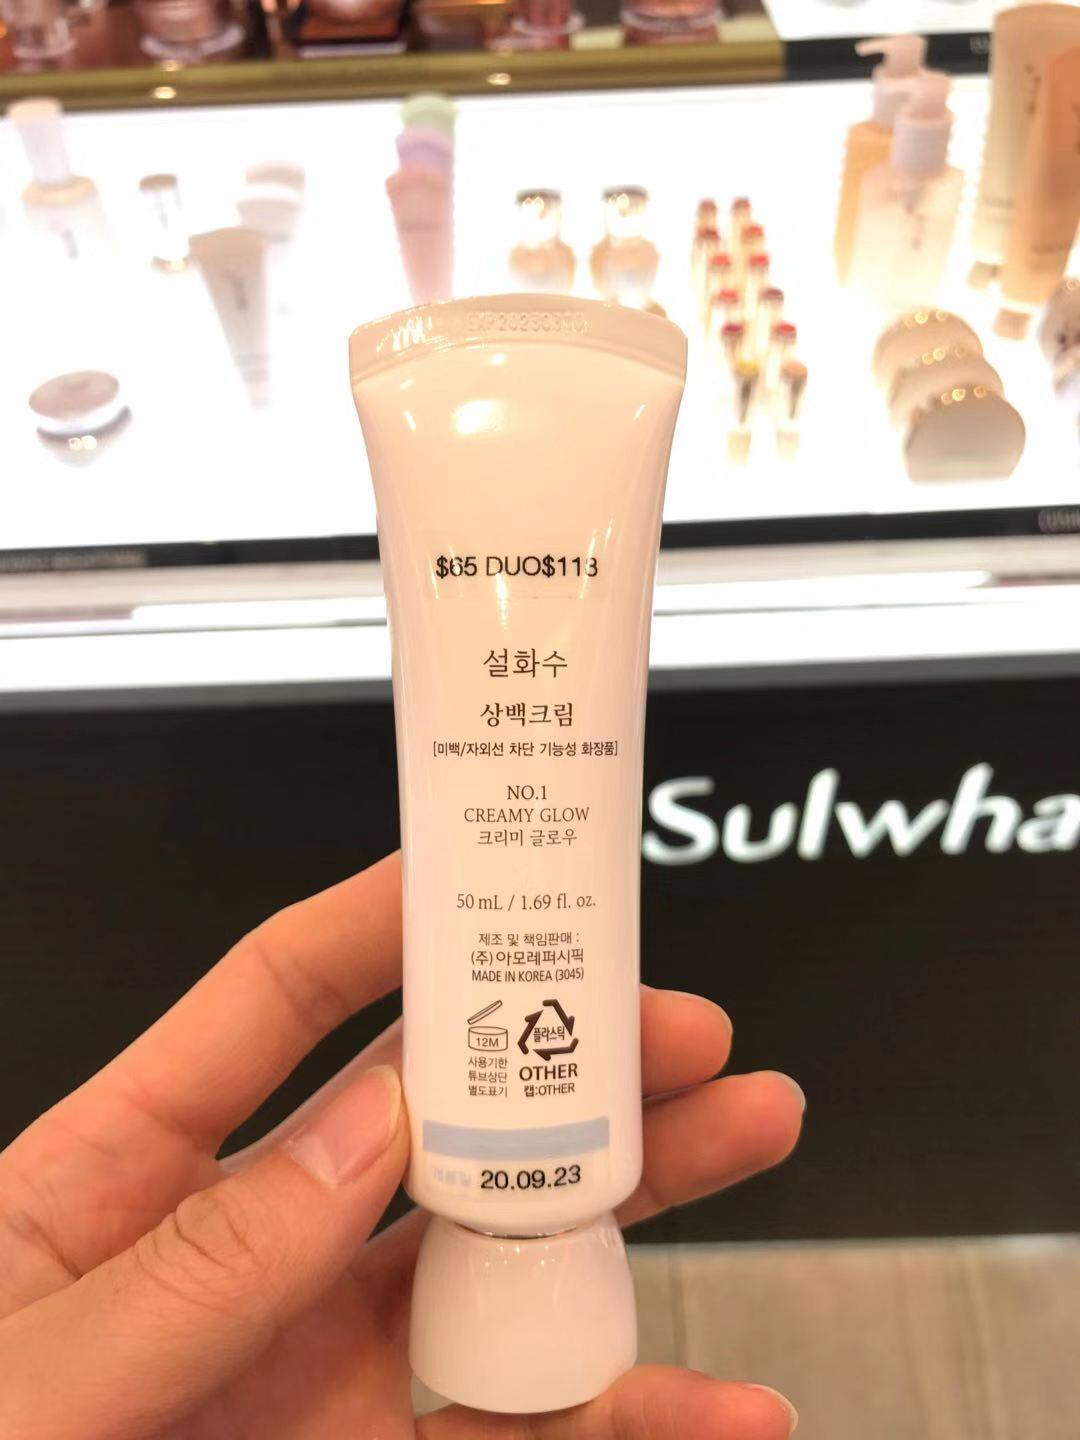 $65 DUO$113
설화수
상백크림
[미백/자외선 차단 기능성 화장품]
NO.1
CREAMY GLOW
크리미 글로우
50 mL / 1.69 fl. oz.
제조 및 책임판매 :
(주)아모레퍼시픽
MADE IN KOREA (3045)
12M
사용기한
튜브상단
별도표기
플라스틱
OTHER
캡:OTHER
20.09.23
Sulwha